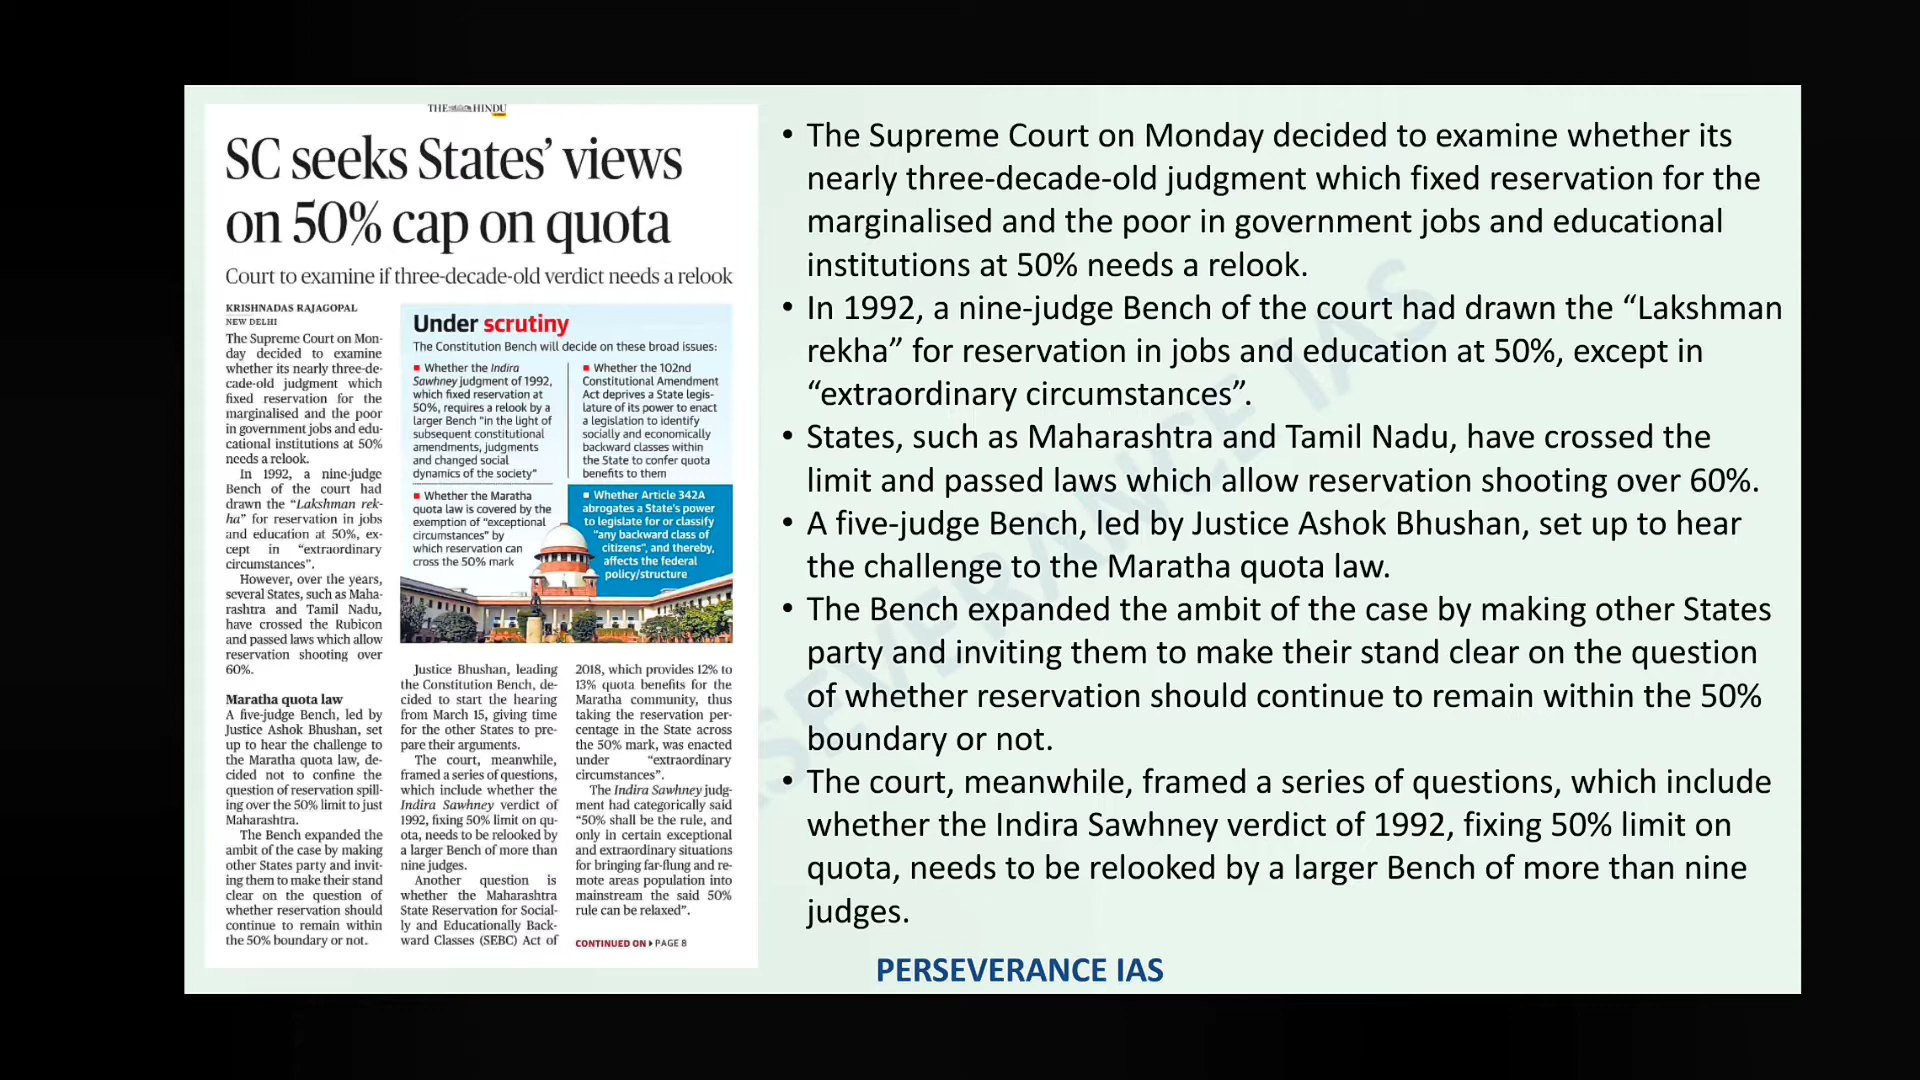 THE HINDU
SC seeks States’ views
on 50% cap on quota
Court to examine if three-decade-old verdict needs a relook
KRISHNADAS RAJAGOPAL
NEW DELHI
The Supreme Court on Mon-
day decided to examine
whether its nearly three-de-
cade-old judgment which
fixed reservation for the
marginalised and the poor
in government jobs and edu-
cational institutions at 50%
needs a relook.
In 1992, a nine-judge
Bench of the court had
drawn the “Lakshman rek-
ha” for reservation in jobs
and education at 50%, ex-
cept in “extraordinary
circumstances”.
However, over the years,
several States, such as Maha-
rashtra and Tamil Nadu,
have crossed the Rubicon
and passed laws which allow
reservation shooting over
60%.
Maratha quota law
A five-judge Bench, led by
Justice Ashok Bhushan, set
up to hear the challenge to
the Maratha quota law, de-
cided not to confine the
question of reservation spill-
ing over the 50% limit to just
Maharashtra.
The Bench expanded the
ambit of the case by making
other States party and invit-
ing them to make their stand
clear on the question of
whether reservation should
continue to remain within
the 50% boundary or not.
Under scrutiny
The Constitution Bench will decide on these broad issues:
■ Whether the Indira
Sawhney judgment of 1992,
which fixed reservation at
50%, requires a relook by a
larger Bench “in the light of
subsequent constitutional
amendments, judgments
and changed social
dynamics of the society”
■ Whether the Maratha
quota law is covered by the
exemption of “exceptional
circumstances” by
which reservation can
cross the 50% mark
■ Whether the 102nd
Constitutional Amendment
Act deprives a State legis-
lature of its power to enact
a legislation to identify
socially and economically
backward classes within
the State to confer quota
benefits to them
■ Whether Article 342A
abrogates a State’s power
to legislate for or classify
“any backward class of
citizens”, and thereby,
affects the federal
policy/structure
Justice Bhushan, leading
the Constitution Bench, de-
cided to start the hearing
from March 15, giving time
for the other States to pre-
pare their arguments.
The court, meanwhile,
framed a series of questions,
which include whether the
Indira Sawhney verdict of
1992, fixing 50% limit on qu-
ota, needs to be relooked by
a larger Bench of more than
nine judges.
Another question is
whether the Maharashtra
State Reservation for Social-
ly and Educationally Back-
ward Classes (SEBC) Act of
2018, which provides 12% to
13% quota benefits for the
Maratha community, thus
taking the reservation per-
centage in the State across
the 50% mark, was enacted
under “extraordinary
circumstances”.
The Indira Sawhney judg-
ment had categorically said
“50% shall be the rule, and
only in certain exceptional
and extraordinary situations
for bringing far-flung and re-
mote areas population into
mainstream the said 50%
rule can be relaxed”.
CONTINUED ON ▸ PAGE 8
• The Supreme Court on Monday decided to examine whether its
nearly three-decade-old judgment which fixed reservation for the
marginalised and the poor in government jobs and educational
institutions at 50% needs a relook.
• In 1992, a nine-judge Bench of the court had drawn the “Lakshman
rekha” for reservation in jobs and education at 50%, except in
“extraordinary circumstances”.
• States, such as Maharashtra and Tamil Nadu, have crossed the
limit and passed laws which allow reservation shooting over 60%.
• A five-judge Bench, led by Justice Ashok Bhushan, set up to hear
the challenge to the Maratha quota law.
• The Bench expanded the ambit of the case by making other States
party and inviting them to make their stand clear on the question
of whether reservation should continue to remain within the 50%
boundary or not.
• The court, meanwhile, framed a series of questions, which include
whether the Indira Sawhney verdict of 1992, fixing 50% limit on
quota, needs to be relooked by a larger Bench of more than nine
judges.
PERSEVERANCE IAS
PERSEVERANCE IAS